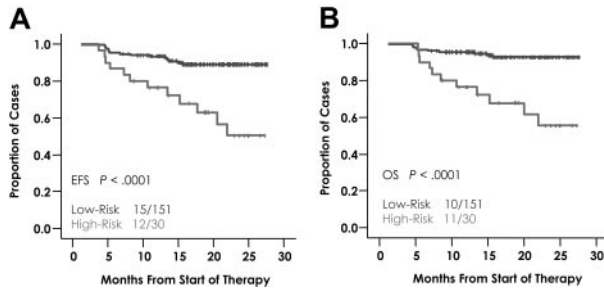 A
Proportion of Cases
1.0
0.8
0.6
0.4
0.2
0.0
EFS P < .0001
Low-Risk 15/151
High-Risk 12/30
0 5 10 15 20 25 30
Months From Start of Therapy
B
Proportion of Cases
1.0
0.8
0.6
0.4
0.2
0.0
OS P < .0001
Low-Risk 10/151
High-Risk 11/30
0 5 10 15 20 25 30
Months From Start of Therapy